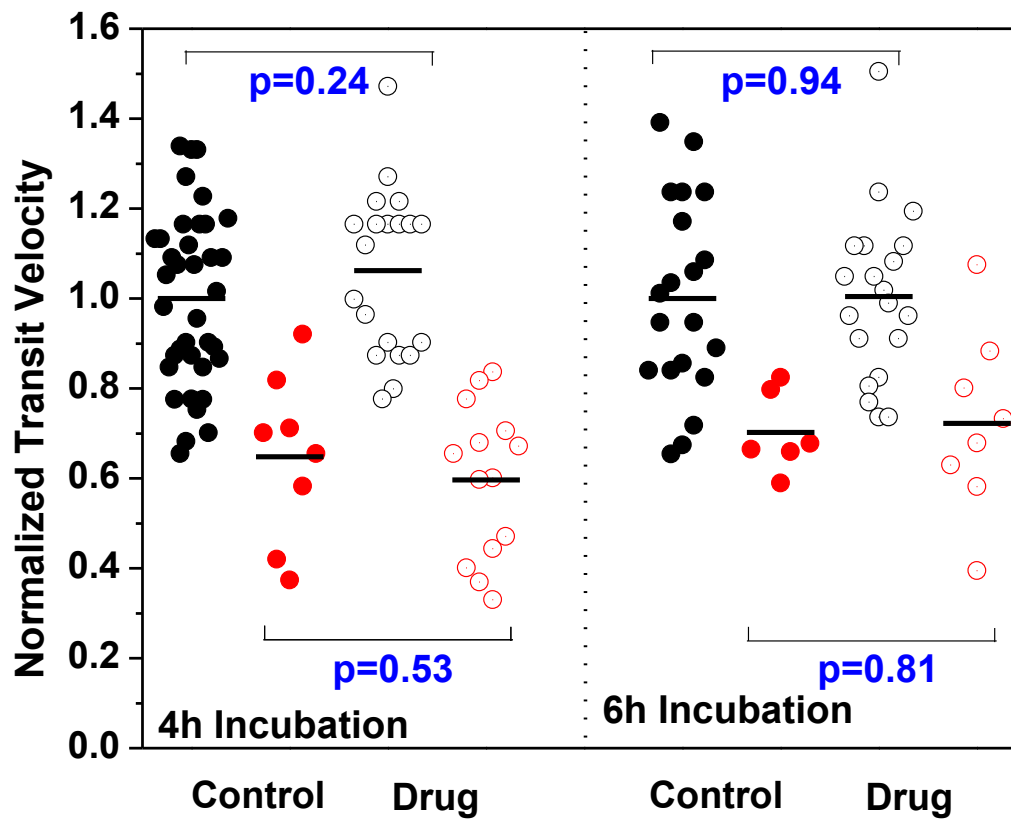 Normalized Transit Velocity
1.6
1.4
1.2
1.0
0.8
0.6
0.4
0.2
0.0
p=0.24
p=0.94
p=0.53
p=0.81
4h Incubation
6h Incubation
Control
Drug
Control
Drug